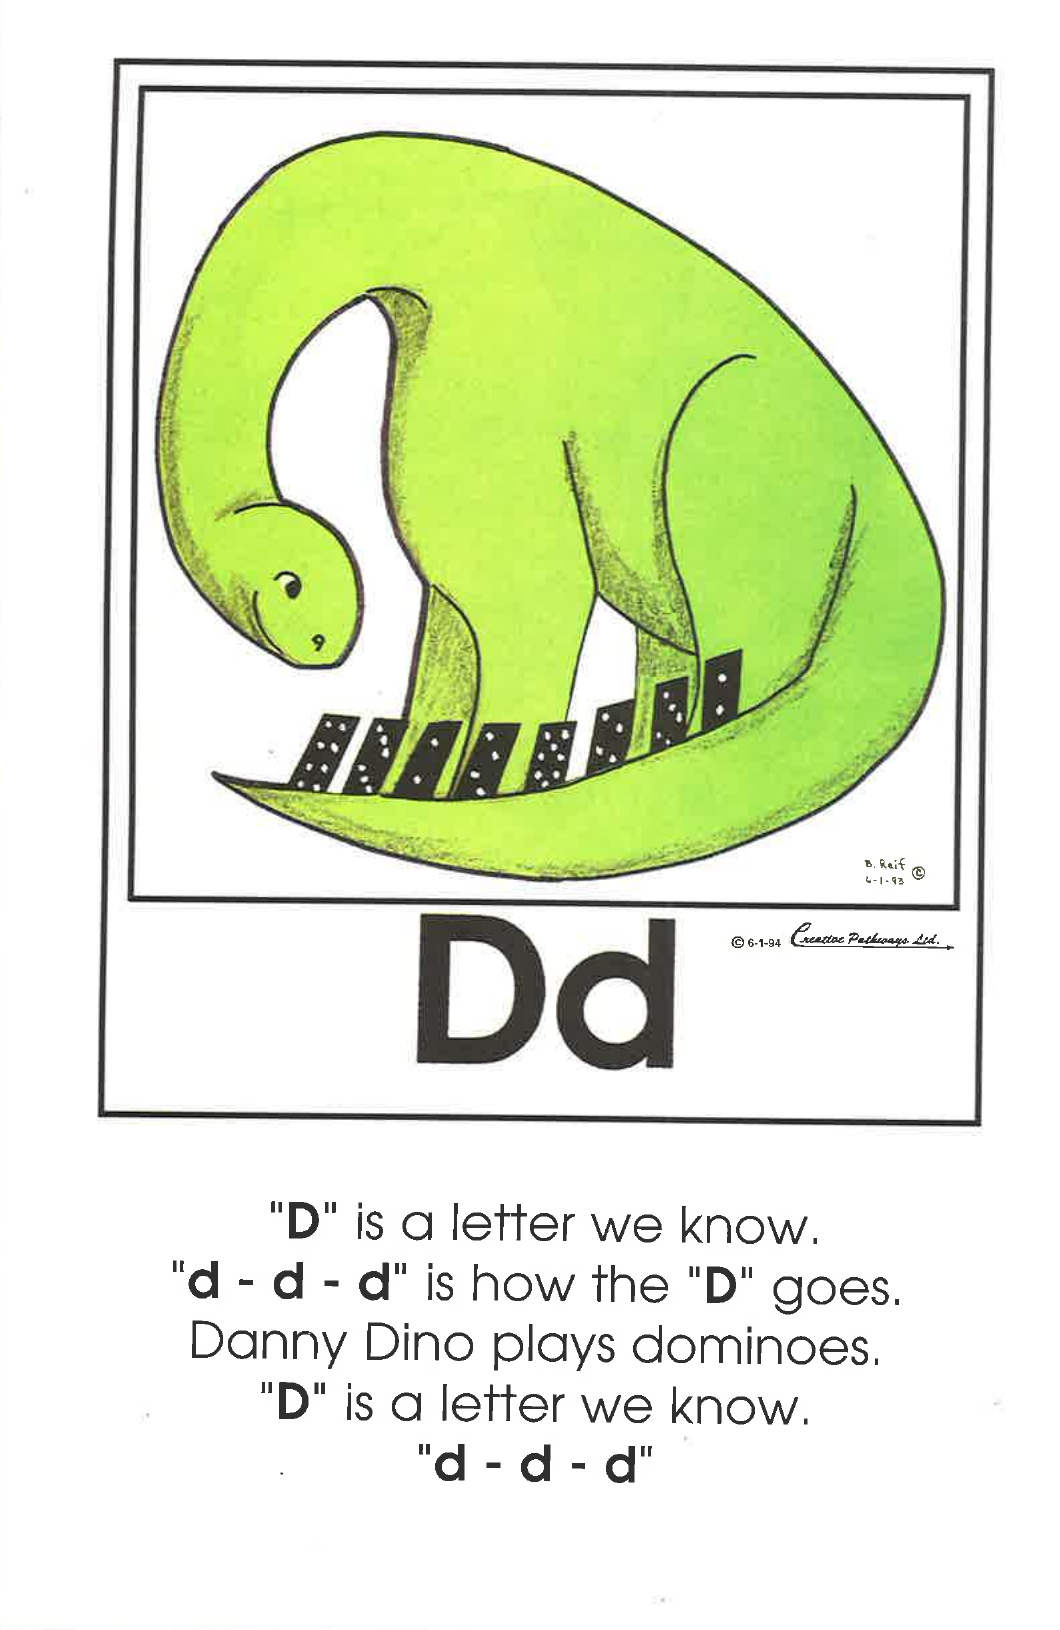 B. Reif ©
6-1-93
© 6-1-94 Creative Pathways Ltd.
Dd
"D" is a letter we know.
"d - d - d" is how the "D" goes.
Danny Dino plays dominoes.
"D" is a letter we know.
"d - d - d"